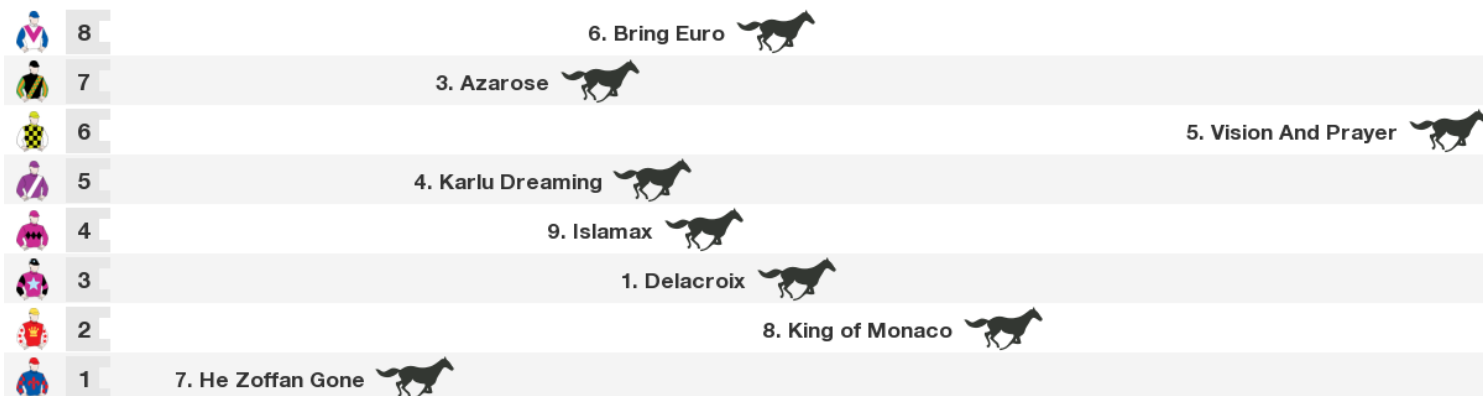 8 6. Bring Euro
7 3. Azarose
6 5. Vision And Prayer
5 4. Karlu Dreaming
4 9. Islamax
3 1. Delacroix
2 8. King of Monaco
1 7. He Zoffan Gone